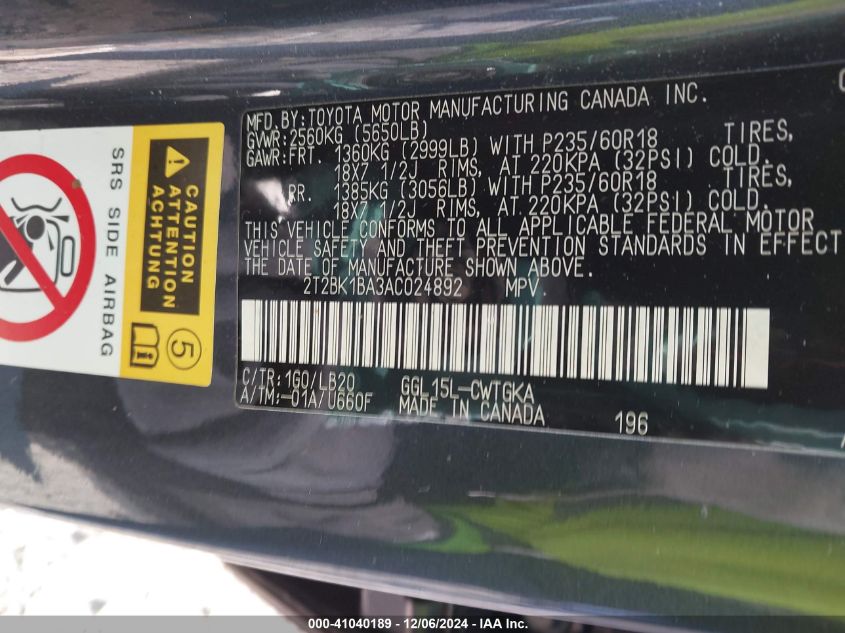 MFD.BY:TOYOTA MOTOR MANUFACTURING CANADA INC.
GVWR:2560KG (5650LB)
GAWR:FRT. 1360KG (2999LB) WITH P235/60R18 TIRES,
18X7 1/2J RIMS, AT 220KPA (32PSI) COLD.
RR. 1385KG (3056LB) WITH P235/60R18 TIRES,
18X7 1/2J RIMS, AT 220KPA (32PSI) COLD.
THIS VEHICLE CONFORMS TO ALL APPLICABLE FEDERAL MOTOR
VEHICLE SAFETY AND THEFT PREVENTION STANDARDS IN EFFECT
THE DATE OF MANUFACTURE SHOWN ABOVE.
2T2BK1BA3AC024892 MPV
C/TR:1G0/LB20 GGL15L-CWTGKA
A/TM:-01A/U660F MADE IN CANADA 196
SRS SIDE AIRBAG
CAUTION
ATTENTION
ACHTUNG
i
5
000-41040189 - 12/06/2024 - IAA Inc.